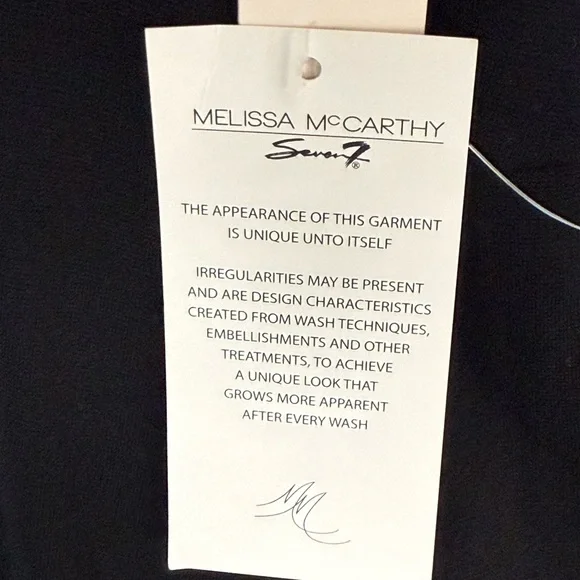 MELISSA McCARTHY
Seven7®
THE APPEARANCE OF THIS GARMENT
IS UNIQUE UNTO ITSELF
IRREGULARITIES MAY BE PRESENT
AND ARE DESIGN CHARACTERISTICS
CREATED FROM WASH TECHNIQUES,
EMBELLISHMENTS AND OTHER
TREATMENTS, TO ACHIEVE
A UNIQUE LOOK THAT
GROWS MORE APPARENT
AFTER EVERY WASH
MM